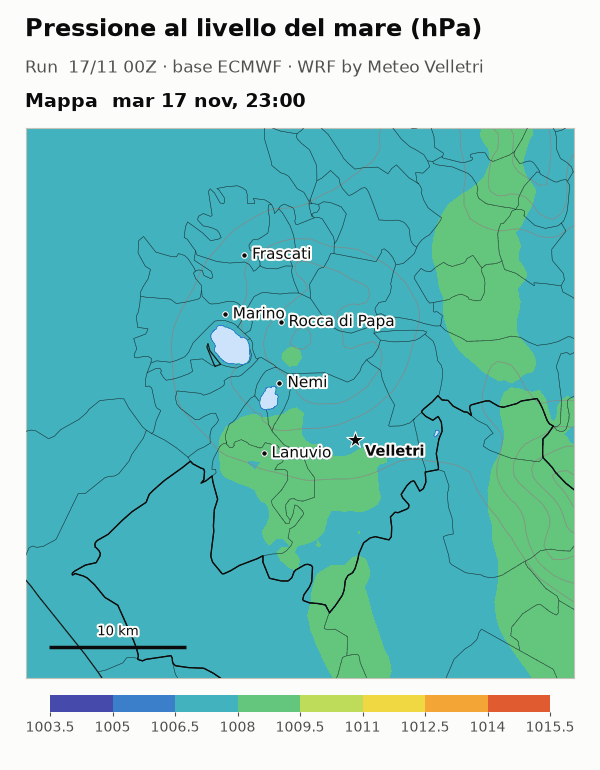 Pressione al livello del mare (hPa)
Run  17/11 00Z · base ECMWF · WRF by Meteo Velletri
Mappa  mar 17 nov, 23:00
Frascati
Marino
Rocca di Papa
Nemi
Velletri
Lanuvio
10 km
1003.5 1005 1006.5 1008 1009.5 1011 1012.5 1014 1015.5